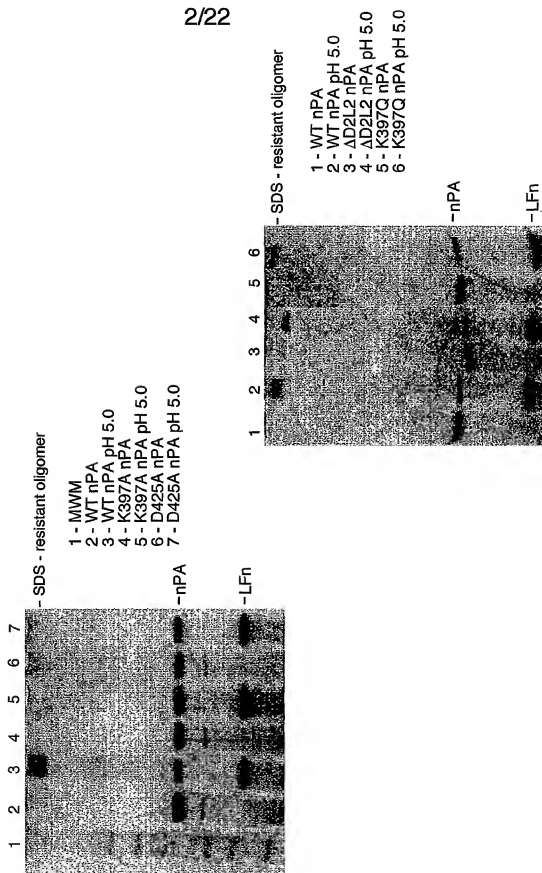 2/22
1 2 3 4 5 6 7
– SDS - resistant oligomer
1 - MWM
2 - WT nPA
3 - WT nPA pH 5.0
4 - K397A nPA
5 - K397A nPA pH 5.0
6 - D425A nPA
7 - D425A nPA pH 5.0
–nPA
–LFn
1 2 3 4 5 6
– SDS - resistant oligomer
1 - WT nPA
2 - WT nPA pH 5.0
3 - ΔD2L2 nPA
4 - ΔD2L2 nPA pH 5.0
5 - K397Q nPA
6 - K397Q nPA pH 5.0
–nPA
–LFn